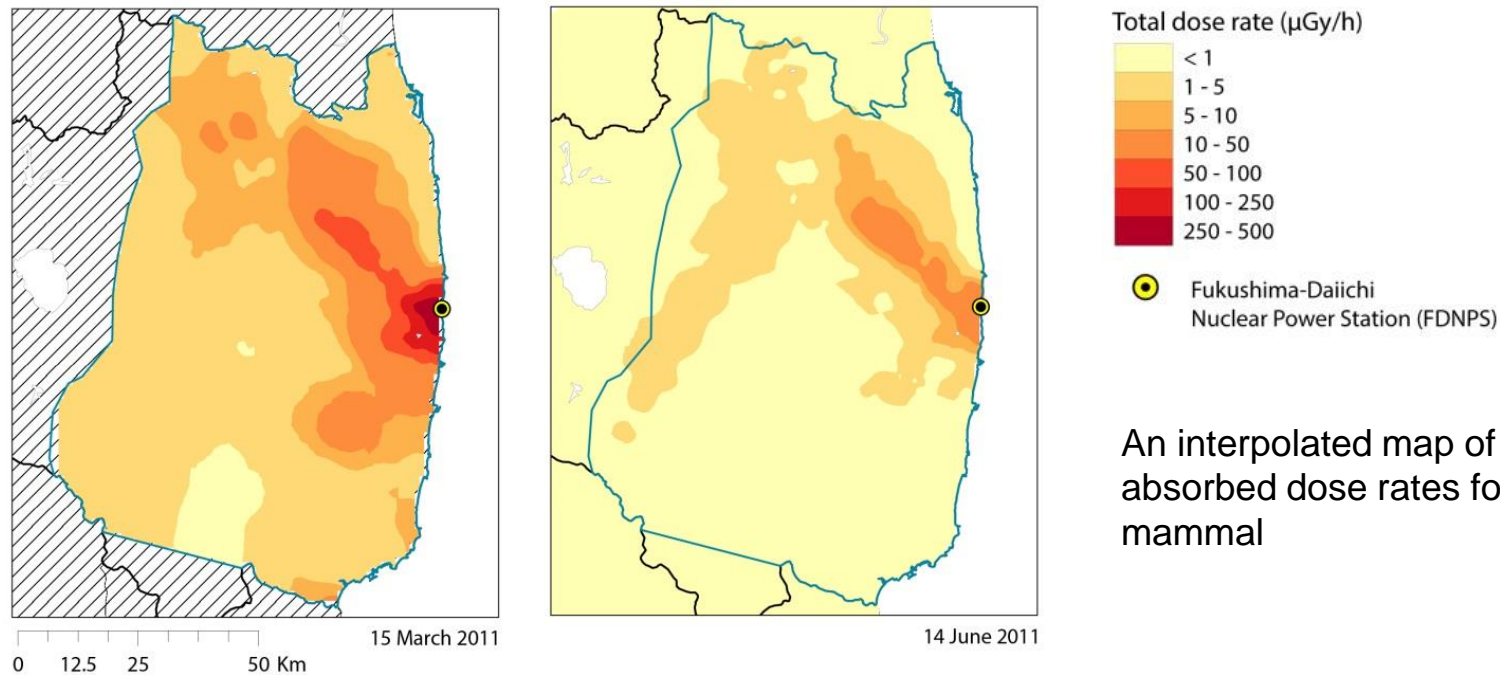 Total dose rate (µGy/h)
< 1
1 - 5
5 - 10
10 - 50
50 - 100
100 - 250
250 - 500
Fukushima-Daiichi
Nuclear Power Station (FDNPS)
An interpolated map of
absorbed dose rates fo
mammal
15 March 2011
0 12.5 25 50 Km
14 June 2011